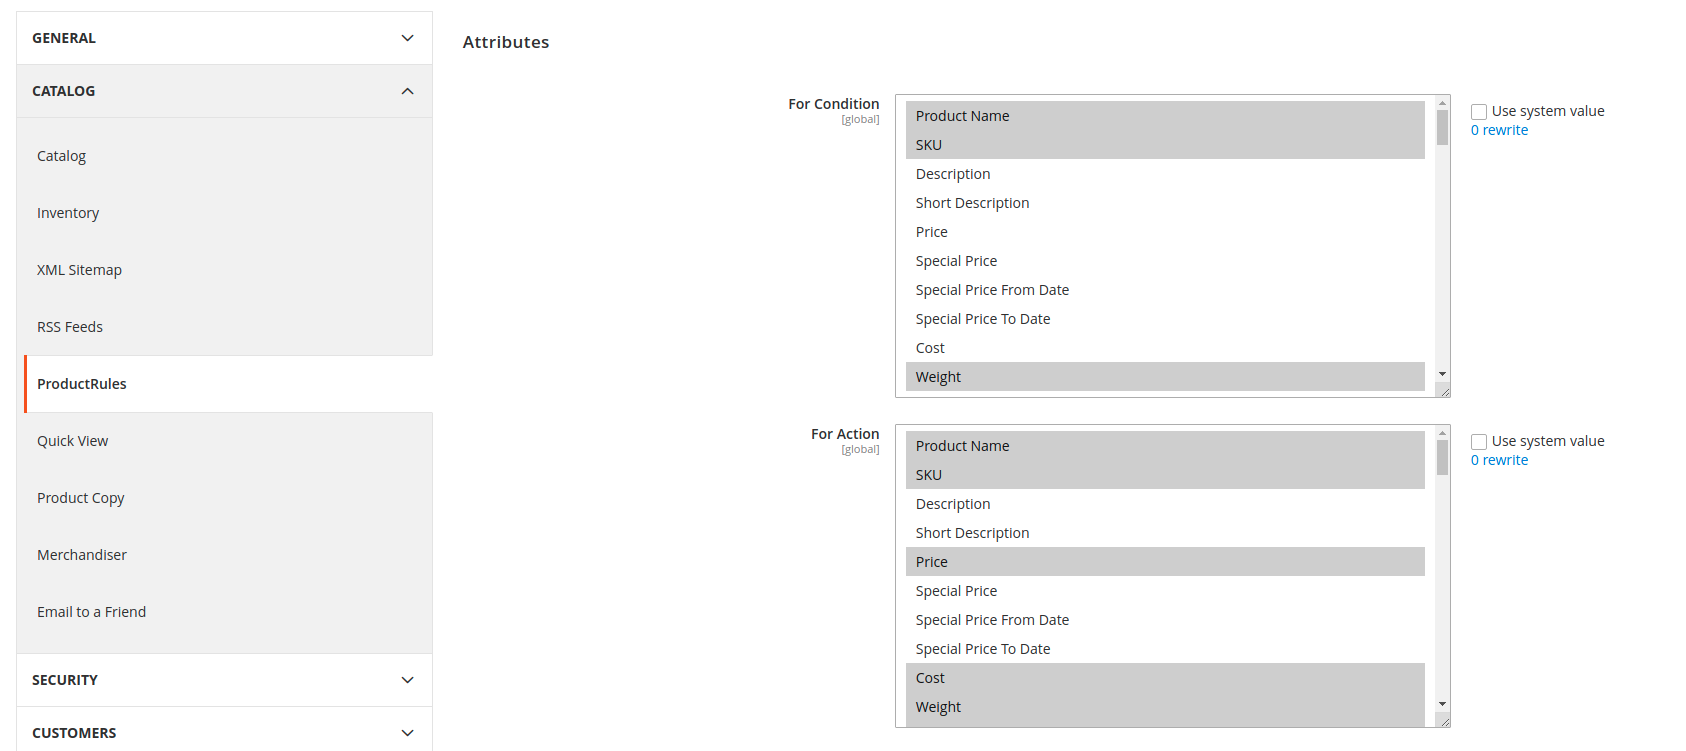 GENERAL
CATALOG
Catalog
Inventory
XML Sitemap
RSS Feeds
ProductRules
Quick View
Product Copy
Merchandiser
Email to a Friend
SECURITY
CUSTOMERS
Attributes
For Condition
[global]
Product Name
SKU
Description
Short Description
Price
Special Price
Special Price From Date
Special Price To Date
Cost
Weight
Use system value
0 rewrite
For Action
[global]
Product Name
SKU
Description
Short Description
Price
Special Price
Special Price From Date
Special Price To Date
Cost
Weight
Use system value
0 rewrite